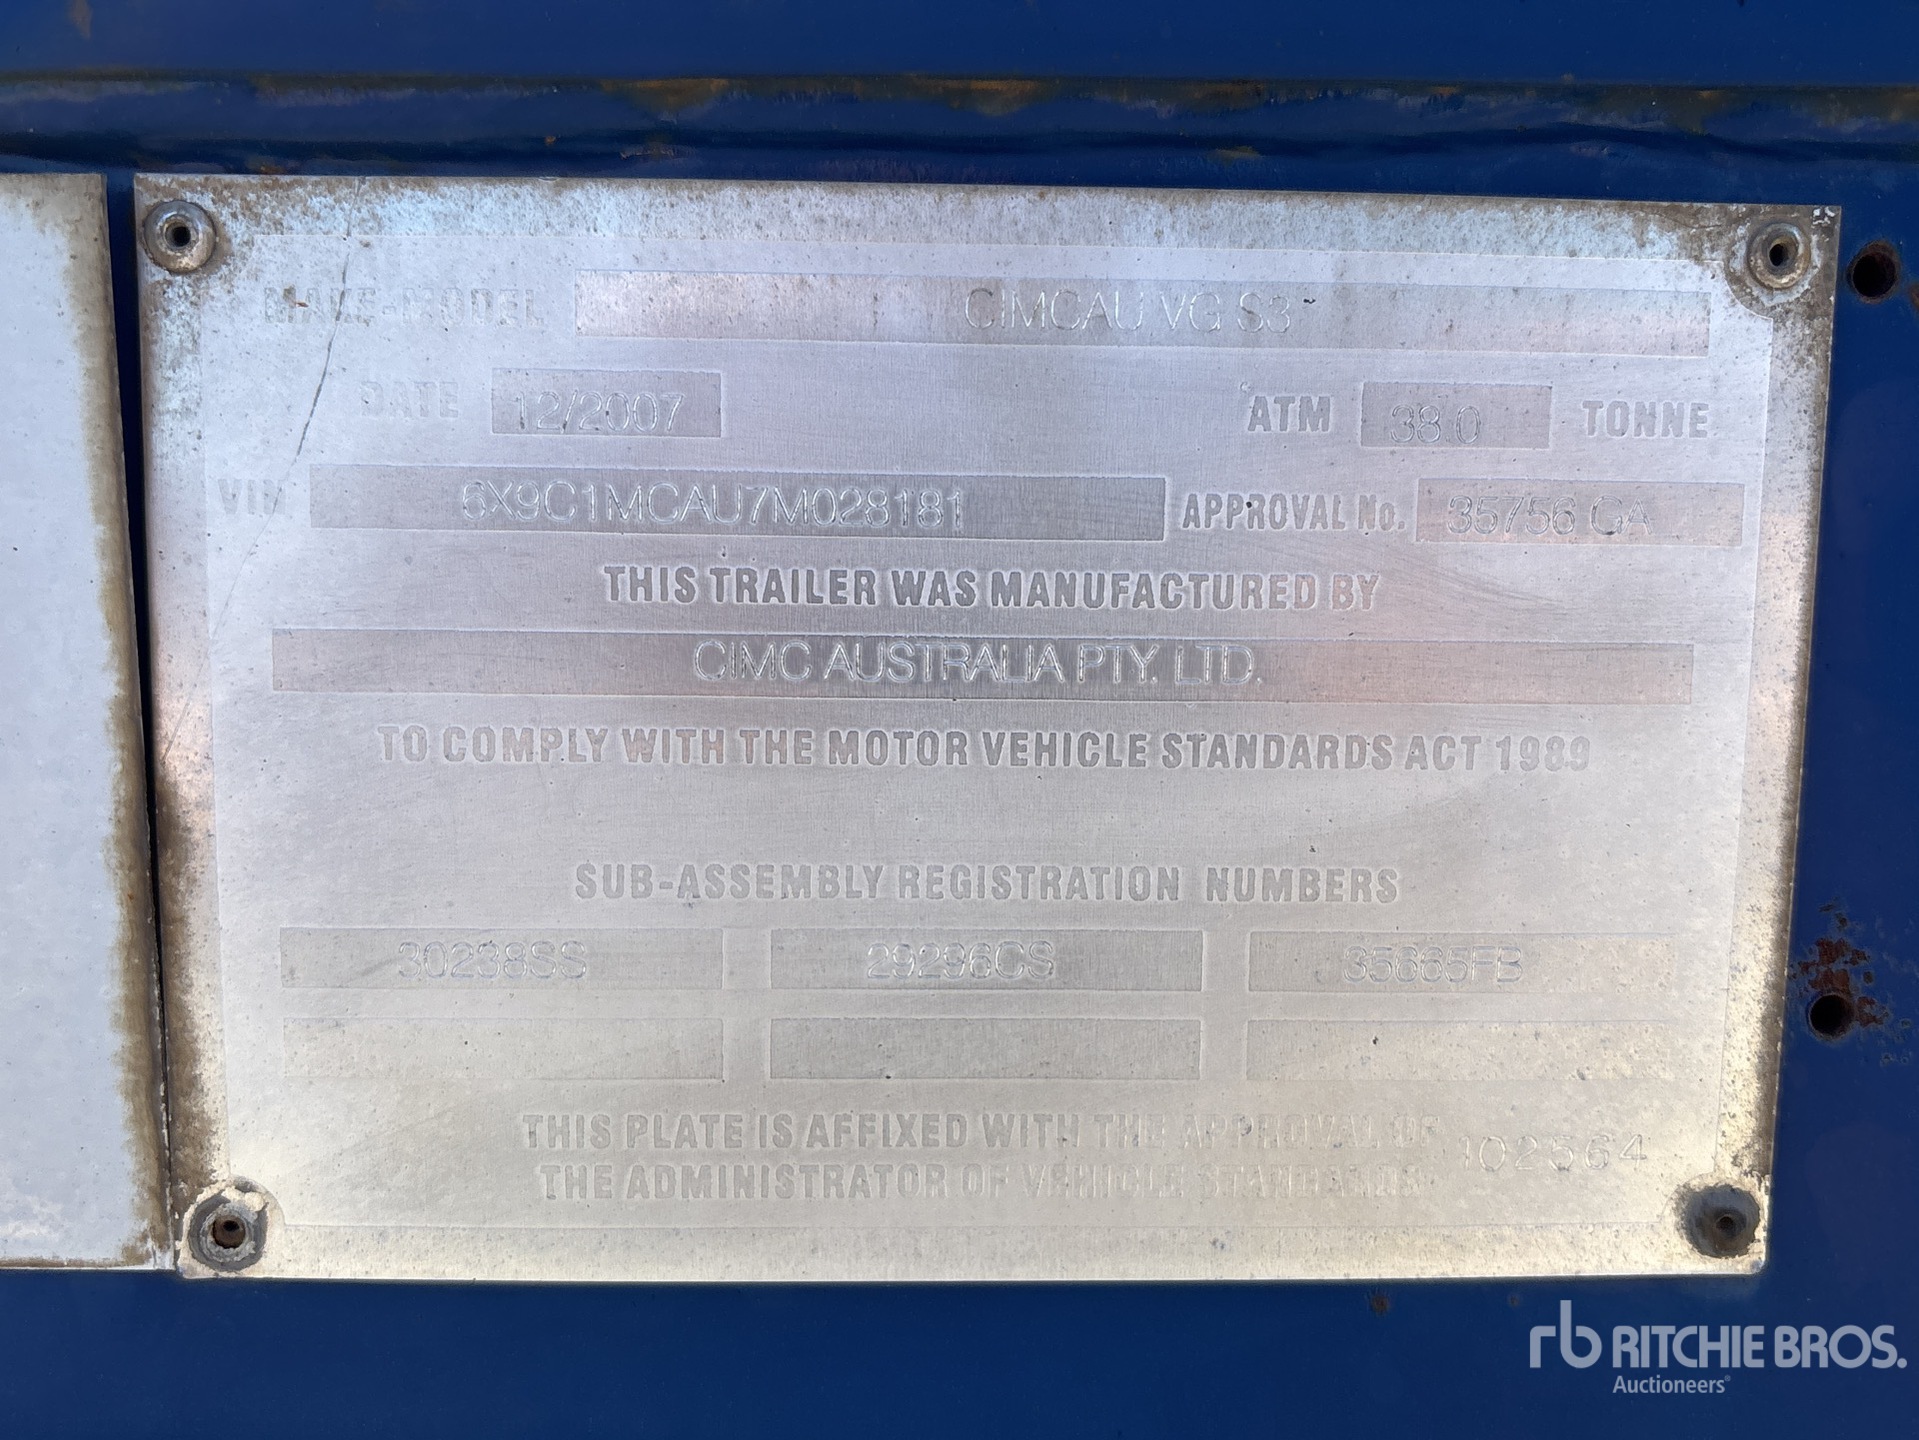 MAKE-MODEL CIMCAU VG S3
DATE 12/2007 ATM 38.0 TONNE
VIN 6X9C1MCAU7M028181 APPROVAL No. 35756 GA
THIS TRAILER WAS MANUFACTURED BY
CIMC AUSTRALIA PTY. LTD.
TO COMPLY WITH THE MOTOR VEHICLE STANDARDS ACT 1989
SUB-ASSEMBLY REGISTRATION NUMBERS
30238SS 29296CS 35665FB
THIS PLATE IS AFFIXED WITH THE APPROVAL OF
THE ADMINISTRATOR OF VEHICLE STANDARDS 102564
rb RITCHIE BROS.
Auctioneers®